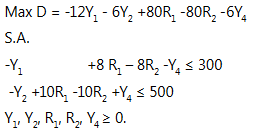 Max D = -12Y₁ - 6Y₂ +80R₁ -80R₂ -6Y₄
S.A.
-Y₁ +8 R₁ – 8R₂ -Y₄ ≤ 300
-Y₂ +10R₁ -10R₂ +Y₄ ≤ 500
Y₁, Y₂, R₁, R₂, Y₄ ≥ 0.